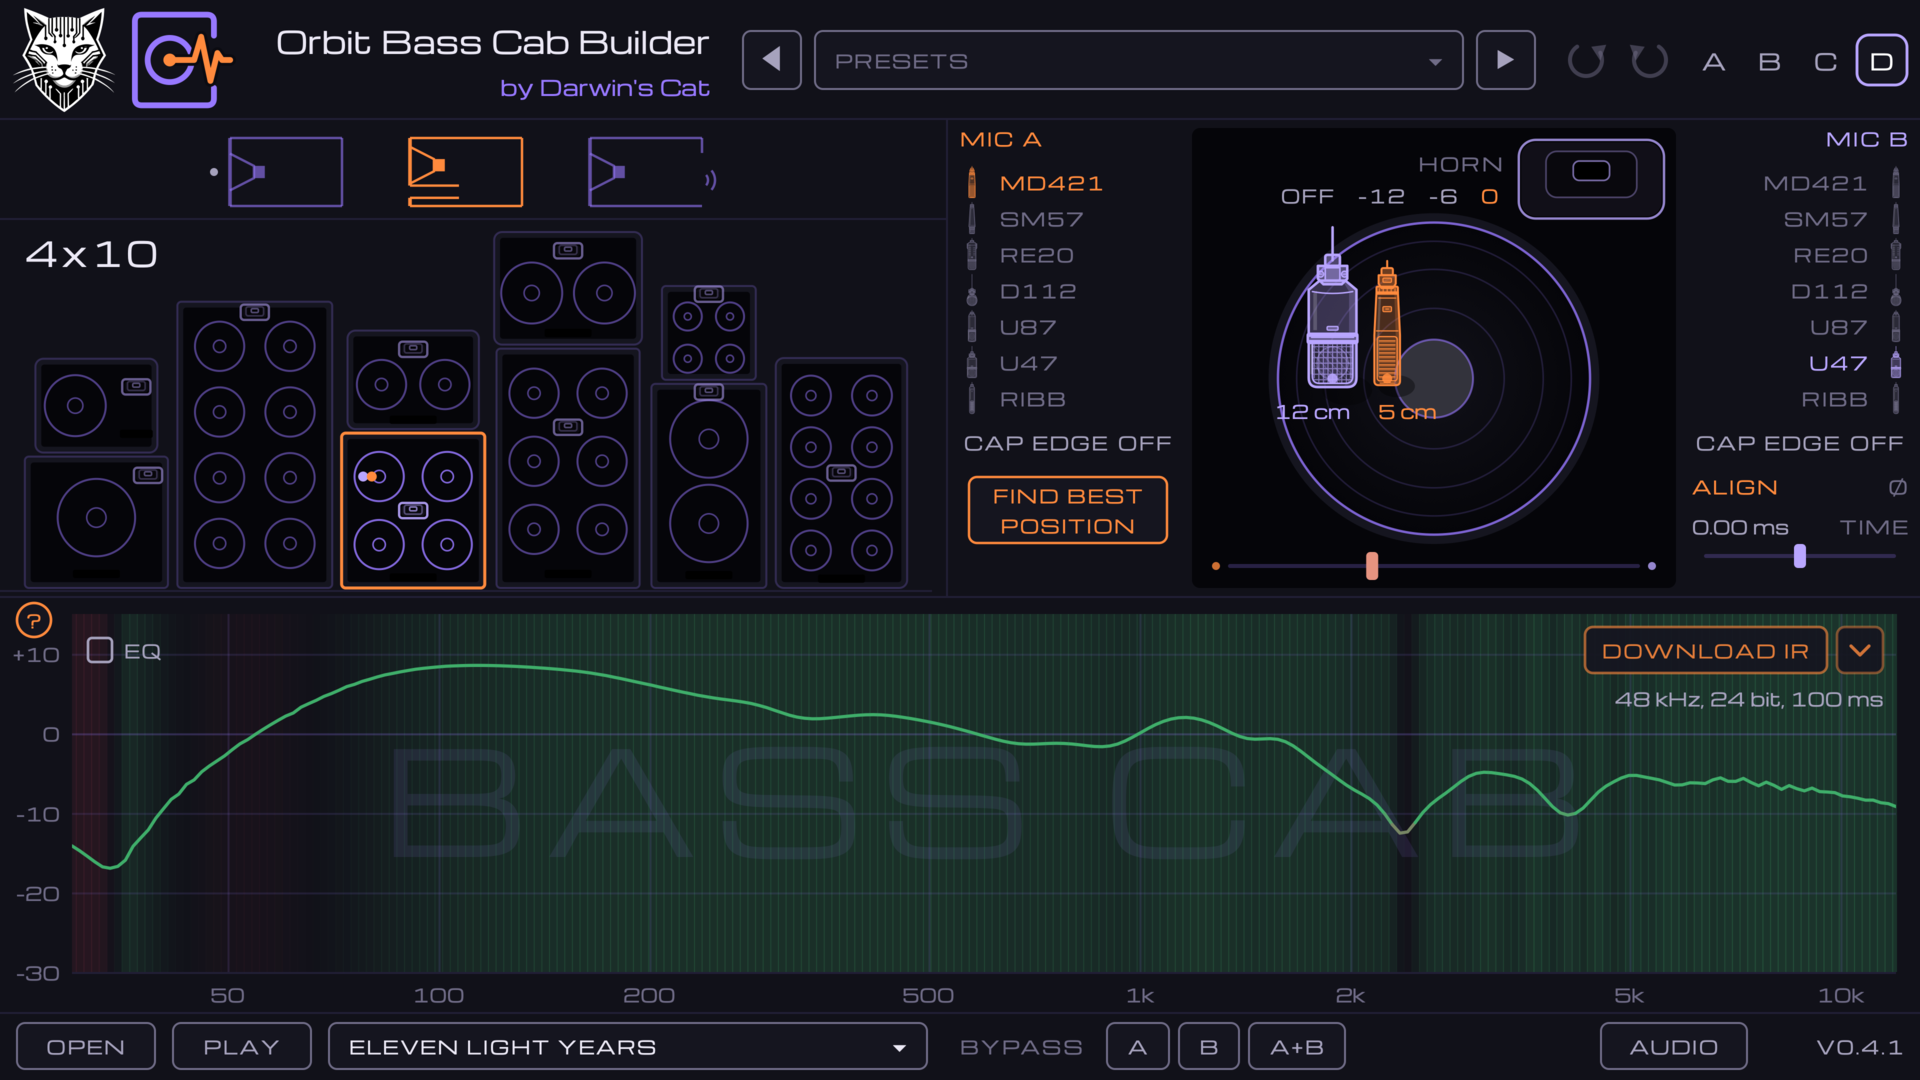 Orbit Bass Cab Builder
by Darwin's Cat
PRESETS
A B C D
4x10
MIC A
MD421
SM57
RE20
D112
U87
U47
RIBB
CAP EDGE OFF
FIND BEST
POSITION
HORN
OFF -12 -6 0
12 cm 5 cm
MIC B
MD421
SM57
RE20
D112
U87
U47
RIBB
CAP EDGE OFF
ALIGN Ø
0.00 ms TIME
?
EQ
DOWNLOAD IR
48 kHz, 24 bit, 100 ms
+10
0
-10
-20
-30
BASS CAB
50 100 200 500 1k 2k 5k 10k
OPEN PLAY ELEVEN LIGHT YEARS BYPASS A B A+B AUDIO V0.4.1